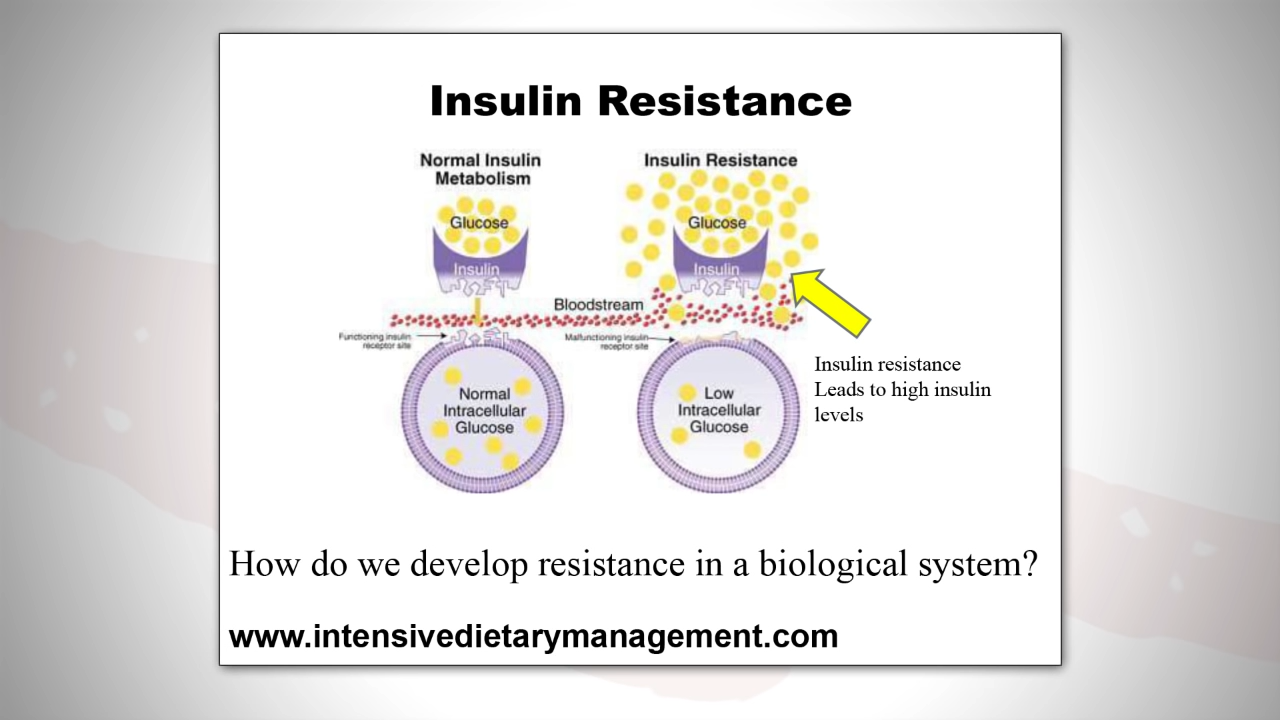 Insulin Resistance
Normal Insulin
Metabolism
Glucose
Insulin
Insulin Resistance
Glucose
Insulin
Bloodstream
Functioning insulin
receptor site
Malfunctioning insulin
receptor site
Normal
Intracellular
Glucose
Low
Intracellular
Glucose
Insulin resistance
Leads to high insulin
levels
How do we develop resistance in a biological system?
www.intensivedietarymanagement.com